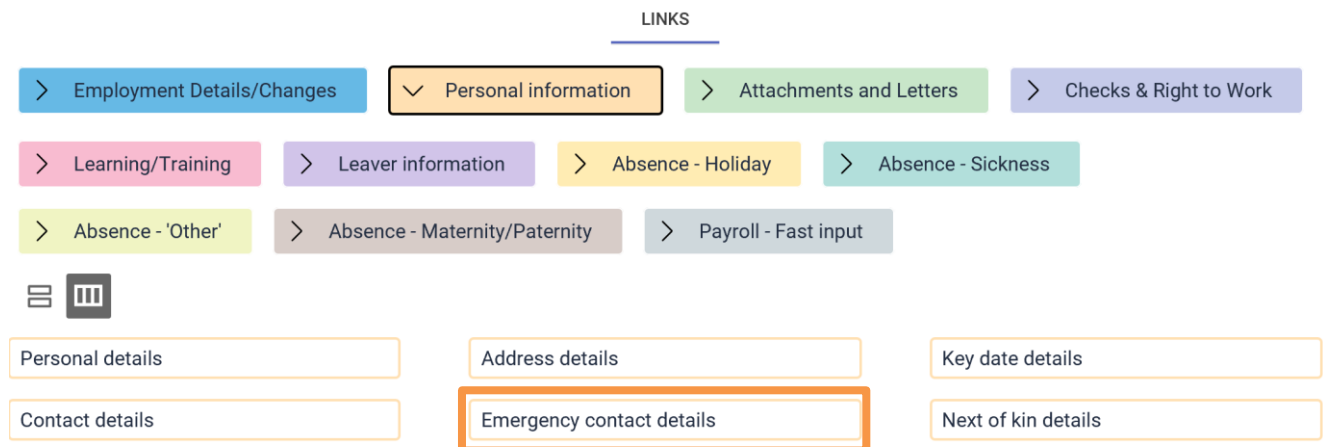 LINKS
Employment Details/Changes Personal information Attachments and Letters Checks & Right to Work
Learning/Training Leaver information Absence - Holiday Absence - Sickness
Absence - 'Other' Absence - Maternity/Paternity Payroll - Fast input
Personal details Address details Key date details
Contact details Emergency contact details Next of kin details